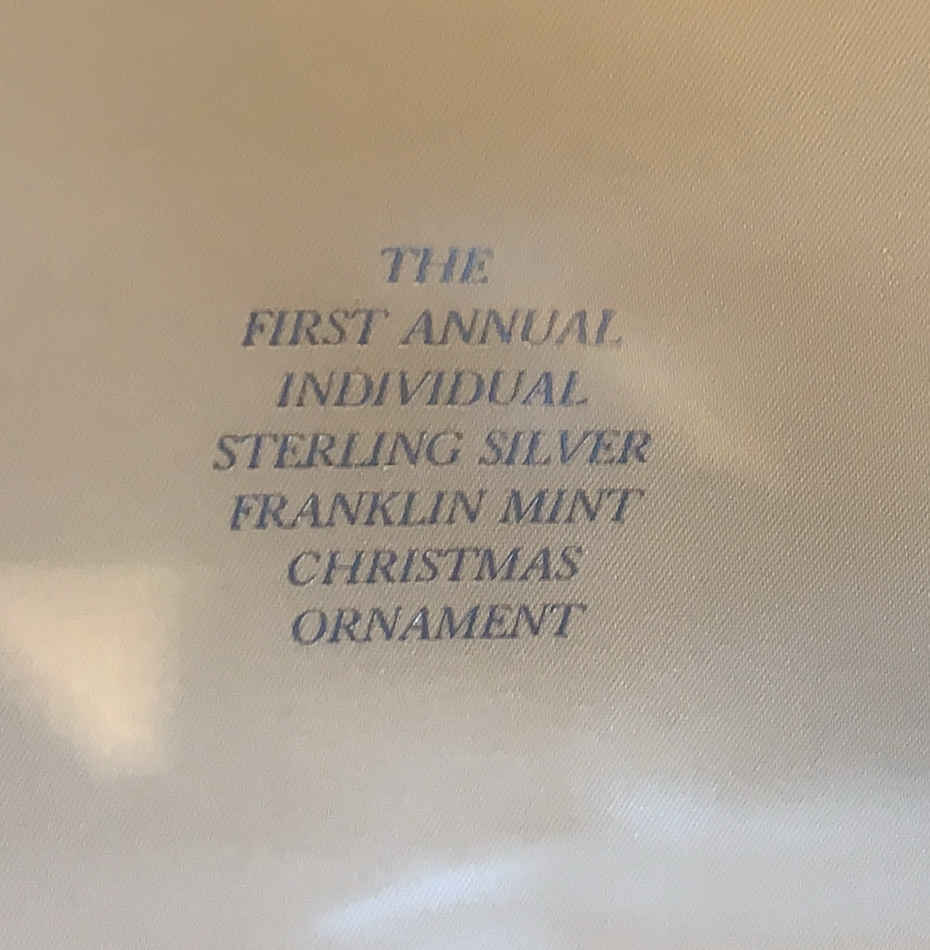 THE
FIRST ANNUAL
INDIVIDUAL
STERLING SILVER
FRANKLIN MINT
CHRISTMAS
ORNAMENT